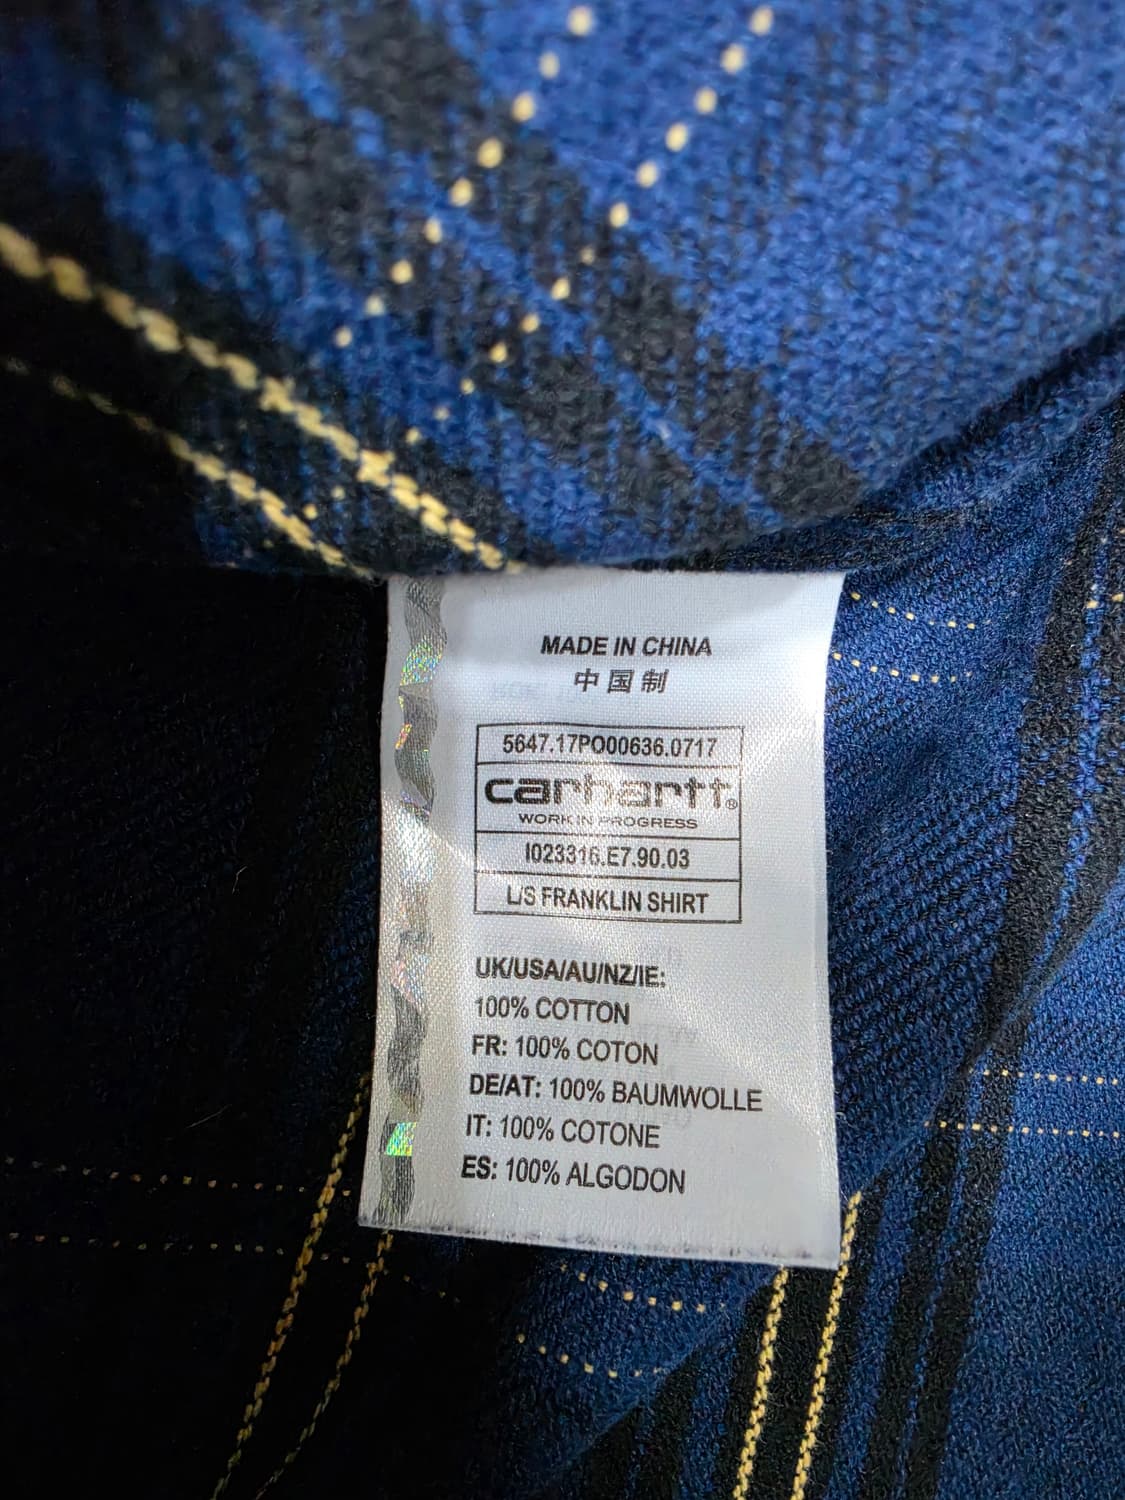 MADE IN CHINA
中国制
5647.17PO00636.0717
carhartt®
WORK IN PROGRESS
I023316.E7.90.03
L/S FRANKLIN SHIRT
UK/USA/AU/NZ/IE:
100% COTTON
FR: 100% COTON
DE/AT: 100% BAUMWOLLE
IT: 100% COTONE
ES: 100% ALGODON